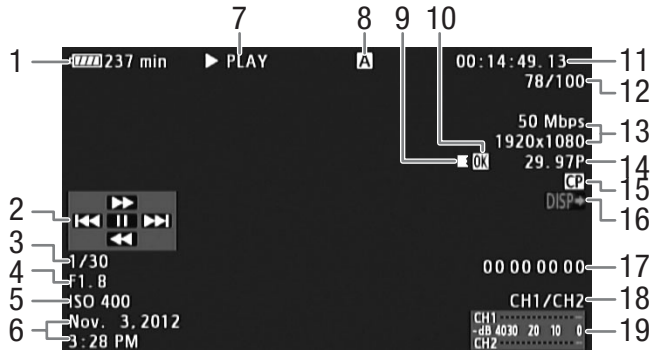 7
8
9
10
1
237 min
PLAY
A
00:14:49.13
11
78/100
12
50 Mbps
13
1920x1080
OK
29.97P
14
CP
15
DISP
16
2
3
1/30
4
F1.8
00 00 00 00
17
5
ISO 400
CH1/CH2
18
6
Nov. 3,2012
3:28 PM
CH1
-dB 40 30 20 10 0
CH2
19